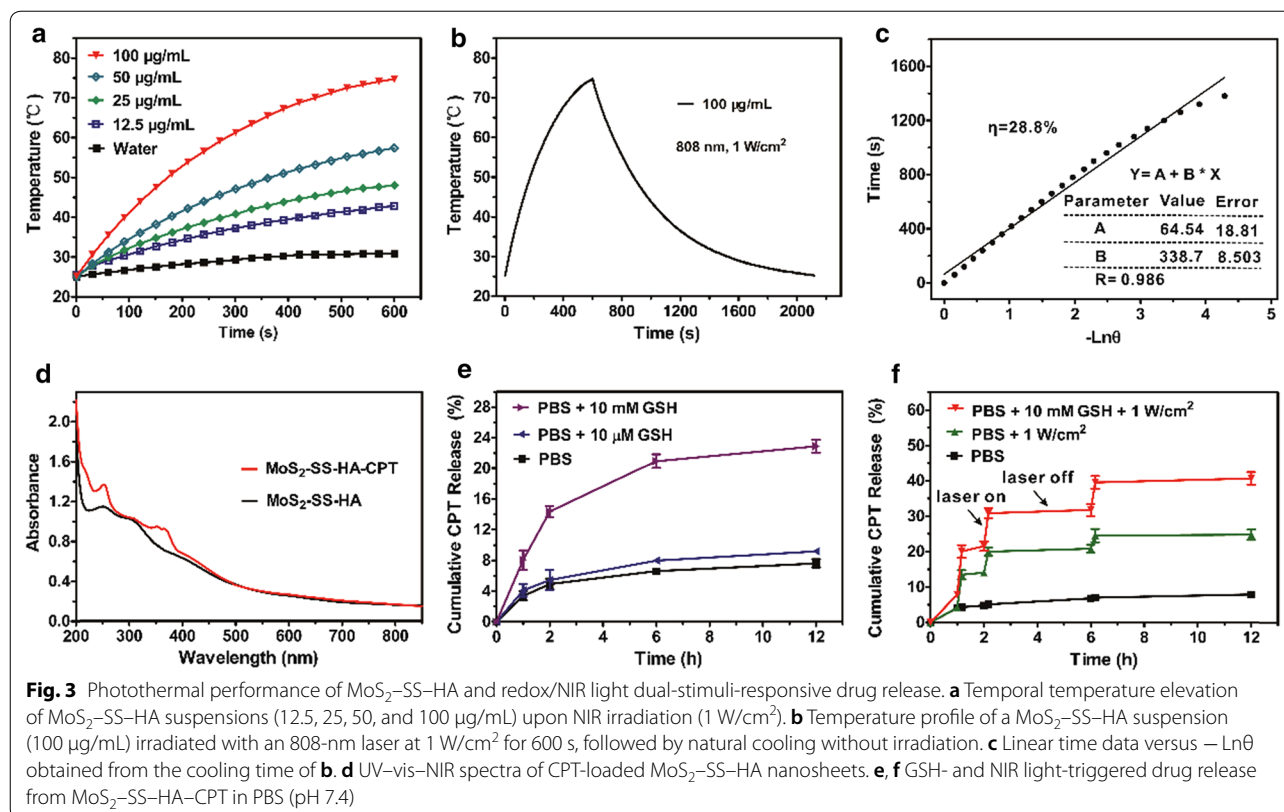 a
Temperature (℃)
80
70
60
50
40
30
20
100 μg/mL
50 μg/mL
25 μg/mL
12.5 μg/mL
Water
0 100 200 300 400 500 600
Time (s)
b
Temperature (℃)
80
70
60
50
40
30
20
100 μg/mL
808 nm, 1 W/cm²
0 400 800 1200 1600 2000
Time (s)
c
Time (s)
1600
1200
800
400
0
η=28.8%
Y= A + B * X
Parameter Value Error
A 64.54 18.81
B 338.7 8.503
R= 0.986
0 1 2 3 4 5
-Lnθ
d
Absorbance
2.0
1.6
1.2
0.8
0.4
0.0
MoS₂-SS-HA-CPT
MoS₂-SS-HA
200 300 400 500 600 700 800
Wavelength (nm)
e
Cumulative CPT Release (%)
28
24
20
16
12
8
4
0
PBS + 10 mM GSH
PBS + 10 μM GSH
PBS
0 2 4 6 8 10 12
Time (h)
f
Cumulative CPT Release (%)
60
50
40
30
20
10
0
PBS + 10 mM GSH + 1 W/cm²
PBS + 1 W/cm²
PBS
laser on
laser off
0 2 4 6 8 10 12
Time (h)
Fig. 3 Photothermal performance of MoS₂–SS–HA and redox/NIR light dual-stimuli-responsive drug release. a Temporal temperature elevation
of MoS₂–SS–HA suspensions (12.5, 25, 50, and 100 μg/mL) upon NIR irradiation (1 W/cm²). b Temperature profile of a MoS₂–SS–HA suspension
(100 μg/mL) irradiated with an 808-nm laser at 1 W/cm² for 600 s, followed by natural cooling without irradiation. c Linear time data versus −Lnθ
obtained from the cooling time of b. d UV–vis–NIR spectra of CPT-loaded MoS₂–SS–HA nanosheets. e, f GSH- and NIR light-triggered drug release
from MoS₂–SS–HA–CPT in PBS (pH 7.4)